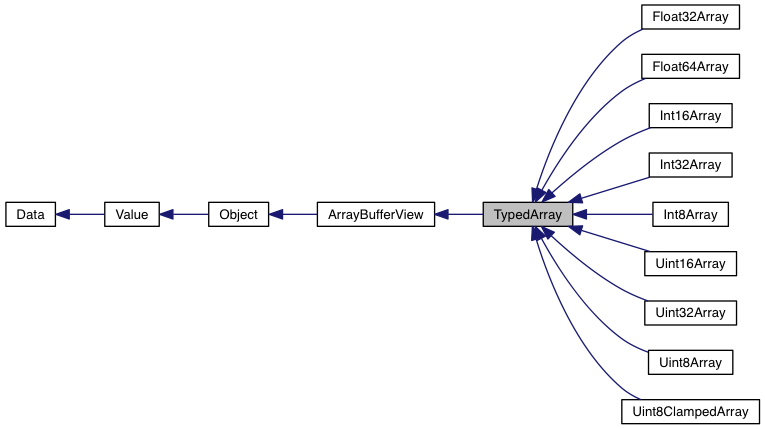 Float32Array
Float64Array
Int16Array
Int32Array
Data
Value
Object
ArrayBufferView
TypedArray
Int8Array
Uint16Array
Uint32Array
Uint8Array
Uint8ClampedArray